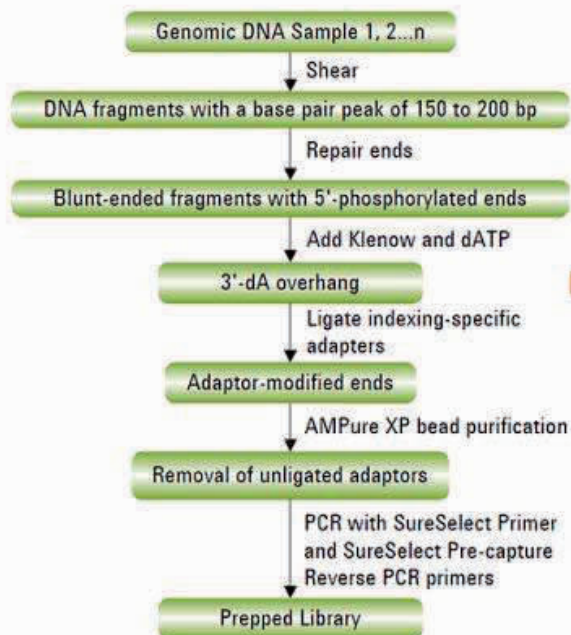 Genomic DNA Sample 1, 2...n
Shear
DNA fragments with a base pair peak of 150 to 200 bp
Repair ends
Blunt-ended fragments with 5'-phosphorylated ends
Add Klenow and dATP
3'-dA overhang
Ligate indexing-specific
adapters
Adaptor-modified ends
AMPure XP bead purification
Removal of unligated adaptors
PCR with SureSelect Primer
and SureSelect Pre-capture
Reverse PCR primers
Prepped Library